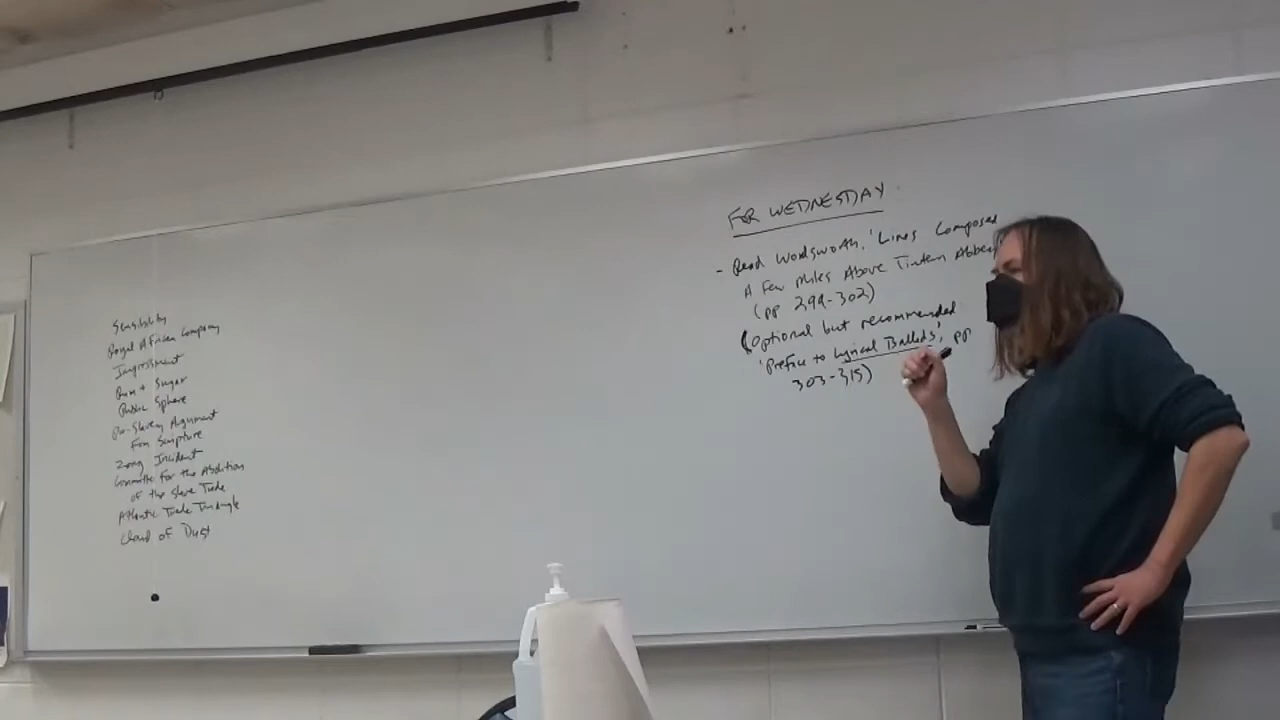 Sensibility
Royal African Company
Impressment
Rum + Sugar
Public Sphere
Pro-Slavery Argument
From Scripture
Zong Incident
Committee for the Abolition
of the Slave Trade
Atlantic Trade Triangle
Cloud of Dust
FOR WEDNESDAY
- Read Wordsworth, 'Lines Composed
A Few Miles Above Tintern Abbey
(pp 299-302)
(Optional but recommended
'Preface to Lyrical Ballads', pp
303-315)